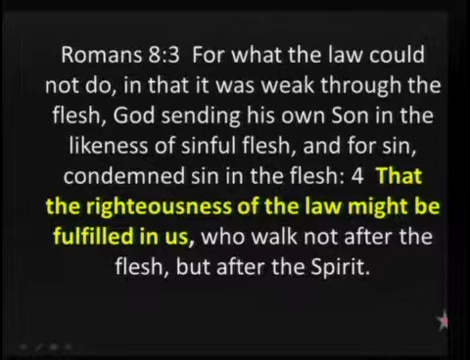 Romans 8:3  For what the law could
not do, in that it was weak through the
flesh, God sending his own Son in the
likeness of sinful flesh, and for sin,
condemned sin in the flesh: 4  That
the righteousness of the law might be
fulfilled in us, who walk not after the
flesh, but after the Spirit.